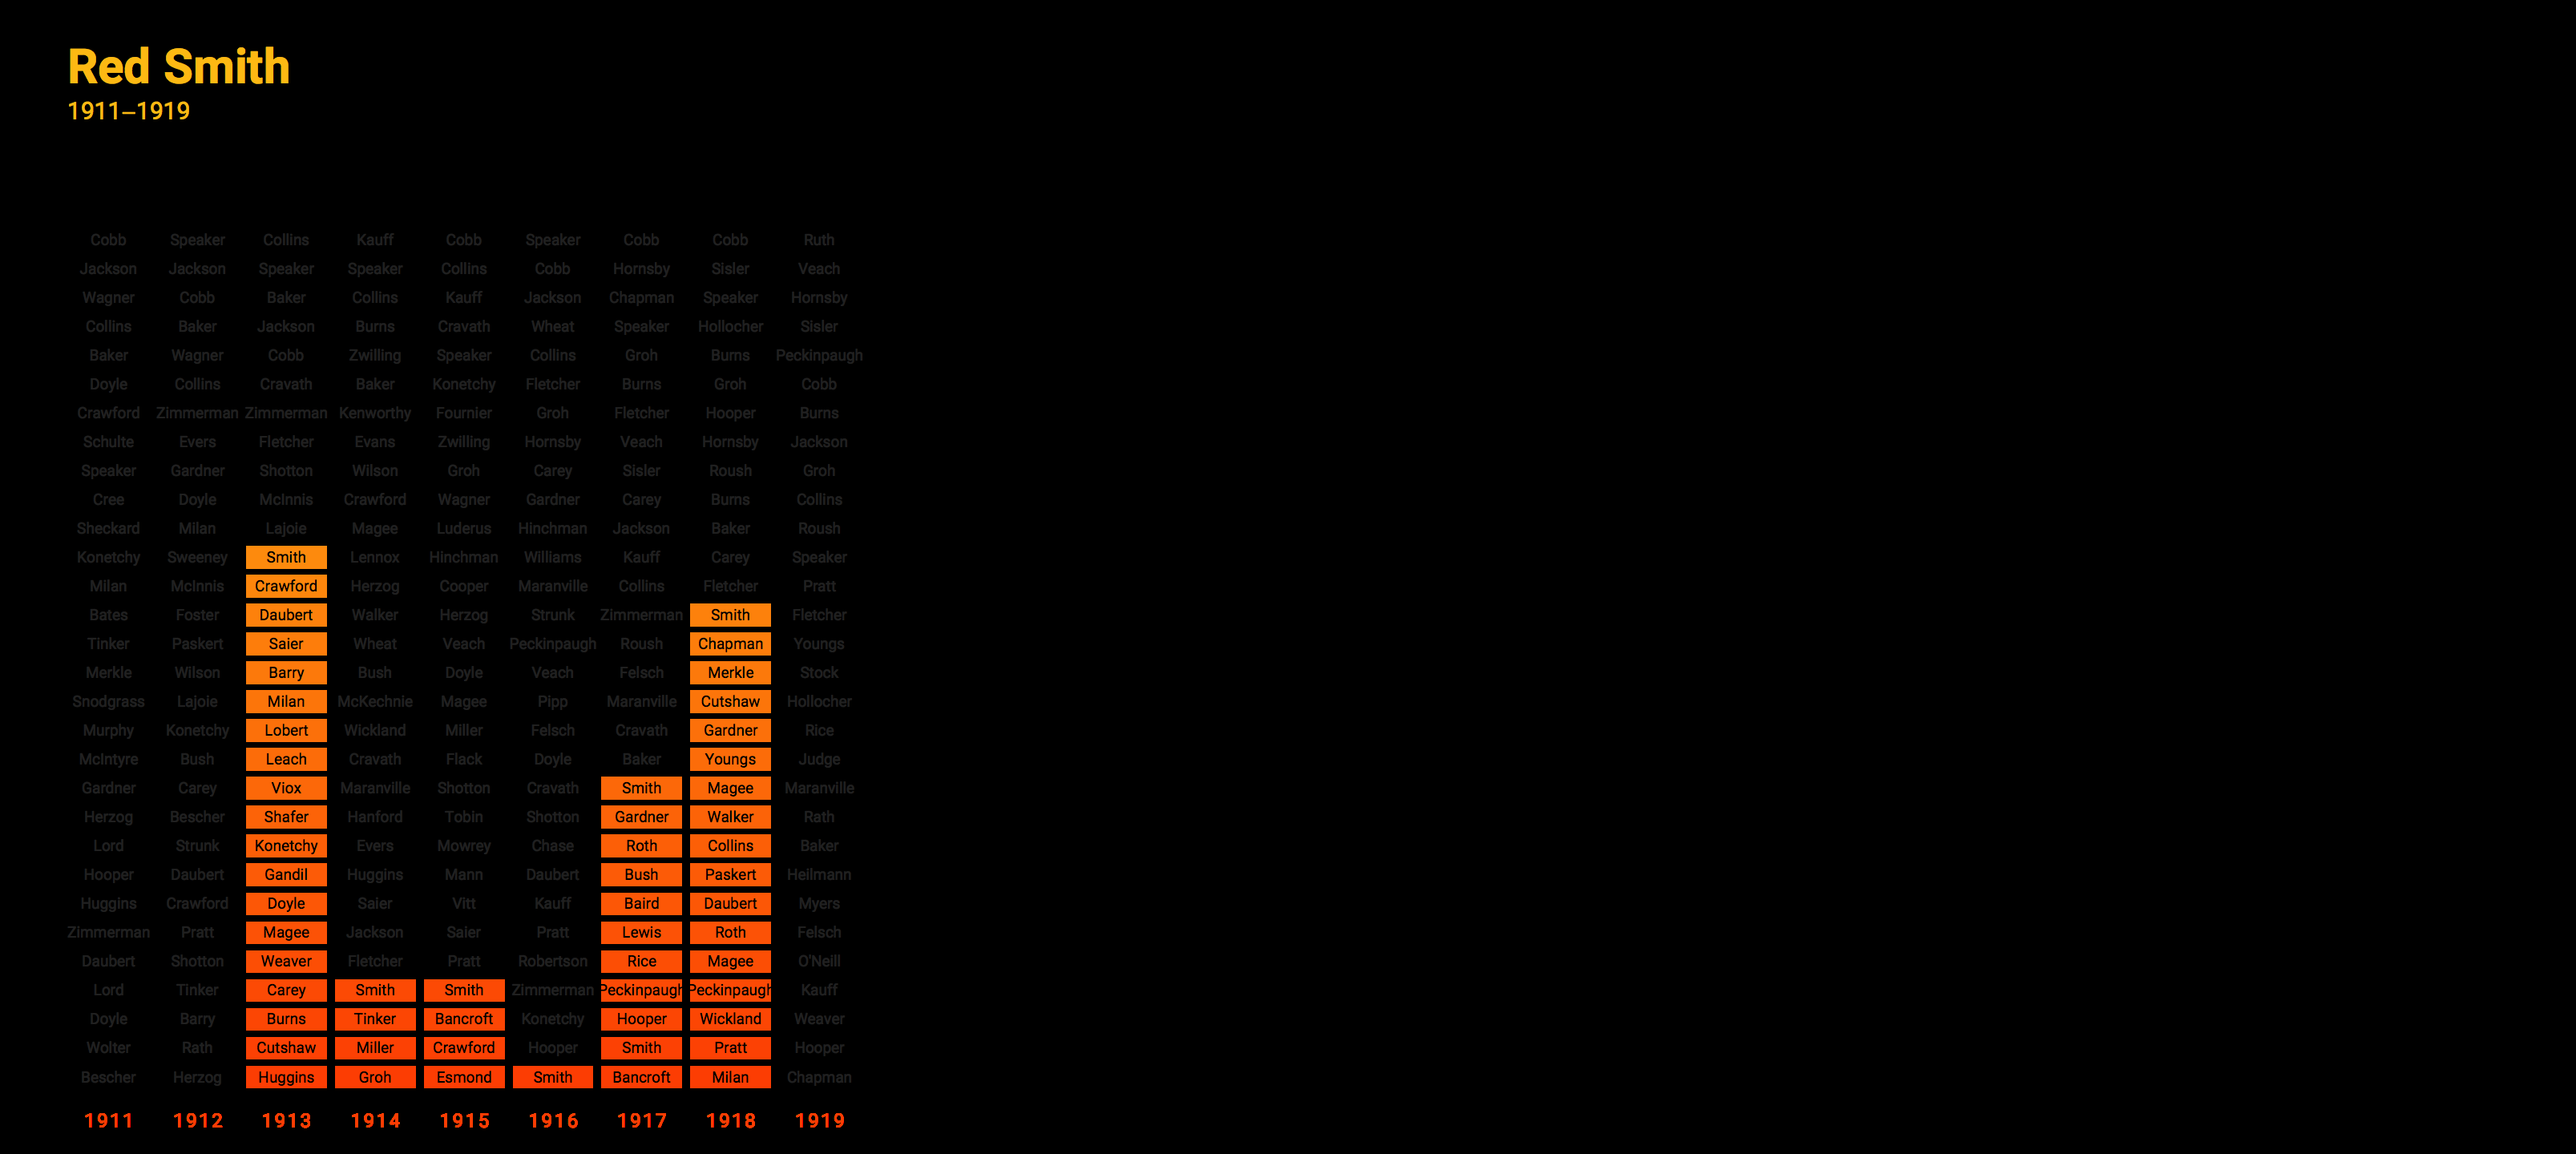 Red Smith
1911–1919
Cobb Speaker Collins Kauff Cobb Speaker Cobb Cobb Ruth
Jackson Jackson Speaker Speaker Collins Cobb Hornsby Sisler Veach
Wagner Cobb Baker Collins Kauff Jackson Chapman Speaker Hornsby
Collins Baker Jackson Burns Cravath Wheat Speaker Hollocher Sisler
Baker Wagner Cobb Zwilling Speaker Collins Groh Burns Peckinpaugh
Doyle Collins Cravath Baker Konetchy Fletcher Burns Groh Cobb
Crawford Zimmerman Zimmerman Kenworthy Fournier Groh Fletcher Hooper Burns
Schulte Evers Fletcher Evans Zwilling Hornsby Veach Hornsby Jackson
Speaker Gardner Shotton Wilson Groh Carey Sisler Roush Groh
Cree Doyle McInnis Crawford Wagner Gardner Carey Burns Collins
Sheckard Milan Lajoie Magee Luderus Hinchman Jackson Baker Roush
Konetchy Sweeney Smith Lennox Hinchman Williams Kauff Carey Speaker
Milan McInnis Crawford Herzog Cooper Maranville Collins Fletcher Pratt
Bates Foster Daubert Walker Herzog Strunk Zimmerman Smith Fletcher
Tinker Paskert Saier Wheat Veach Peckinpaugh Roush Chapman Youngs
Merkle Wilson Barry Bush Doyle Veach Felsch Merkle Stock
Snodgrass Lajoie Milan McKechnie Magee Pipp Maranville Cutshaw Hollocher
Murphy Konetchy Lobert Wickland Miller Felsch Cravath Gardner Rice
McIntyre Bush Leach Cravath Flack Doyle Baker Youngs Judge
Gardner Carey Viox Maranville Shotton Cravath Smith Magee Maranville
Herzog Bescher Shafer Hanford Tobin Shotton Gardner Walker Rath
Lord Strunk Konetchy Evers Mowrey Chase Roth Collins Baker
Hooper Daubert Gandil Huggins Mann Daubert Bush Paskert Heilmann
Huggins Crawford Doyle Saier Vitt Kauff Baird Daubert Myers
Zimmerman Pratt Magee Jackson Saier Pratt Lewis Roth Felsch
Daubert Shotton Weaver Fletcher Pratt Robertson Rice Magee O'Neill
Lord Tinker Carey Smith Smith Zimmerman Peckinpaugh Peckinpaugh Kauff
Doyle Barry Burns Tinker Bancroft Konetchy Hooper Wickland Weaver
Wolter Rath Cutshaw Miller Crawford Hooper Smith Pratt Hooper
Bescher Herzog Huggins Groh Esmond Smith Bancroft Milan Chapman
1911 1912 1913 1914 1915 1916 1917 1918 1919